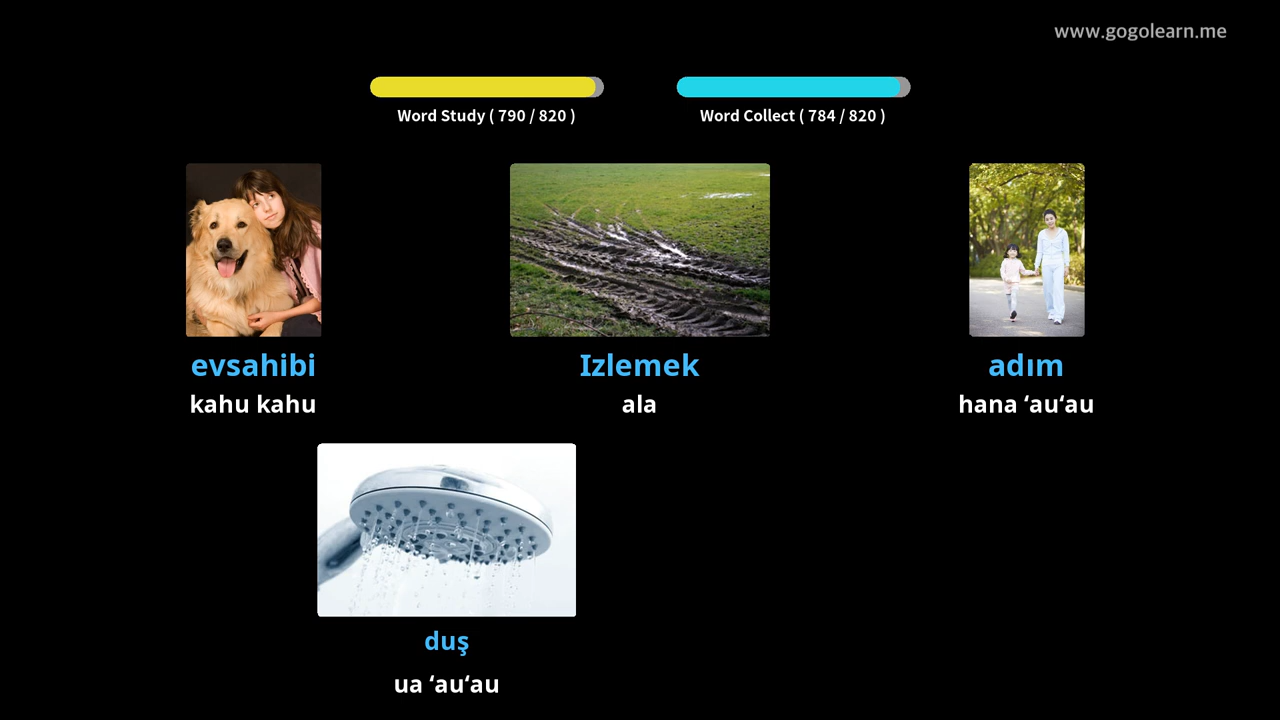 www.gogolearn.me
Word Study ( 790 / 820 )
Word Collect ( 784 / 820 )
evsahibi
kahu kahu
Izlemek
ala
adım
hana ʻauʻau
duş
ua ʻauʻau